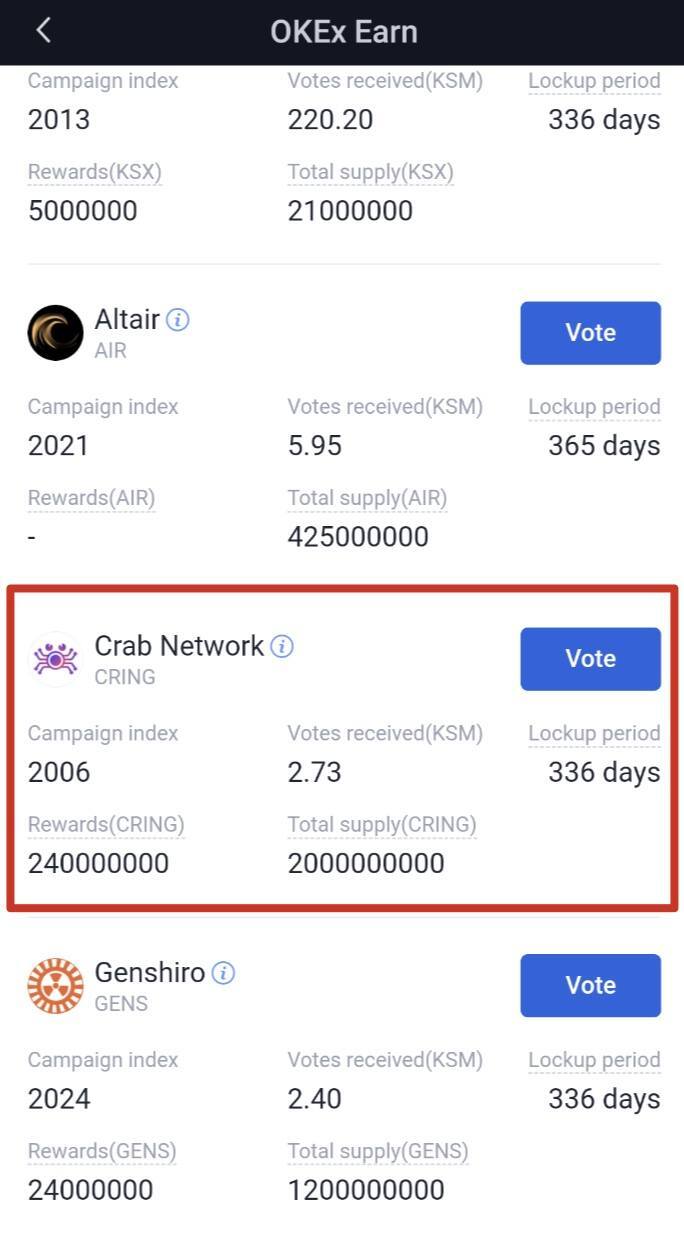 OKEx Earn
Campaign index Votes received(KSM) Lockup period
2013 220.20 336 days
Rewards(KSX) Total supply(KSX)
5000000 21000000
Altair
AIR
Vote
Campaign index Votes received(KSM) Lockup period
2021 5.95 365 days
Rewards(AIR) Total supply(AIR)
- 425000000
Crab Network
CRING
Vote
Campaign index Votes received(KSM) Lockup period
2006 2.73 336 days
Rewards(CRING) Total supply(CRING)
240000000 2000000000
Genshiro
GENS
Vote
Campaign index Votes received(KSM) Lockup period
2024 2.40 336 days
Rewards(GENS) Total supply(GENS)
24000000 1200000000